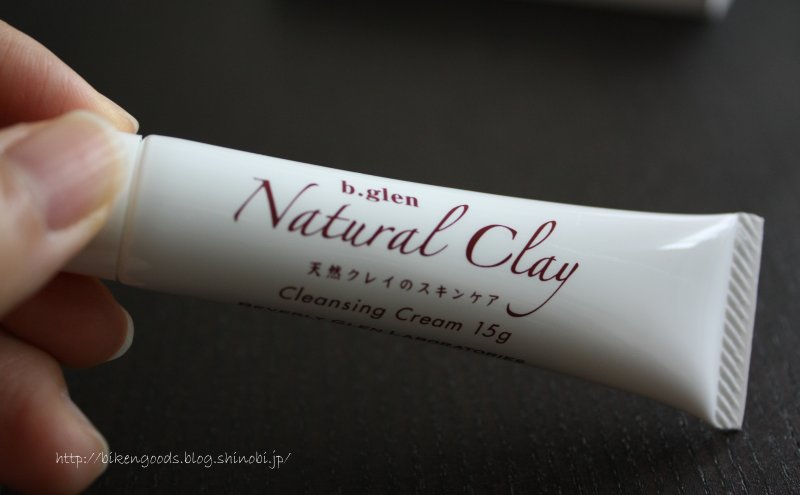 b.glen
Natural Clay
天然クレイのスキンケア
Cleansing Cream 15g
BEVERLY GLEN LABORATORIES
http://bikengoods.blog.shinobi.jp/